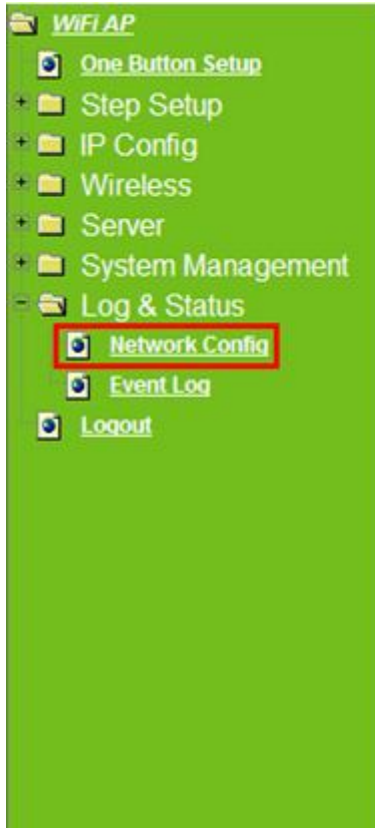 WiFi AP
One Button Setup
Step Setup
IP Config
Wireless
Server
System Management
Log & Status
Network Config
Event Log
Logout